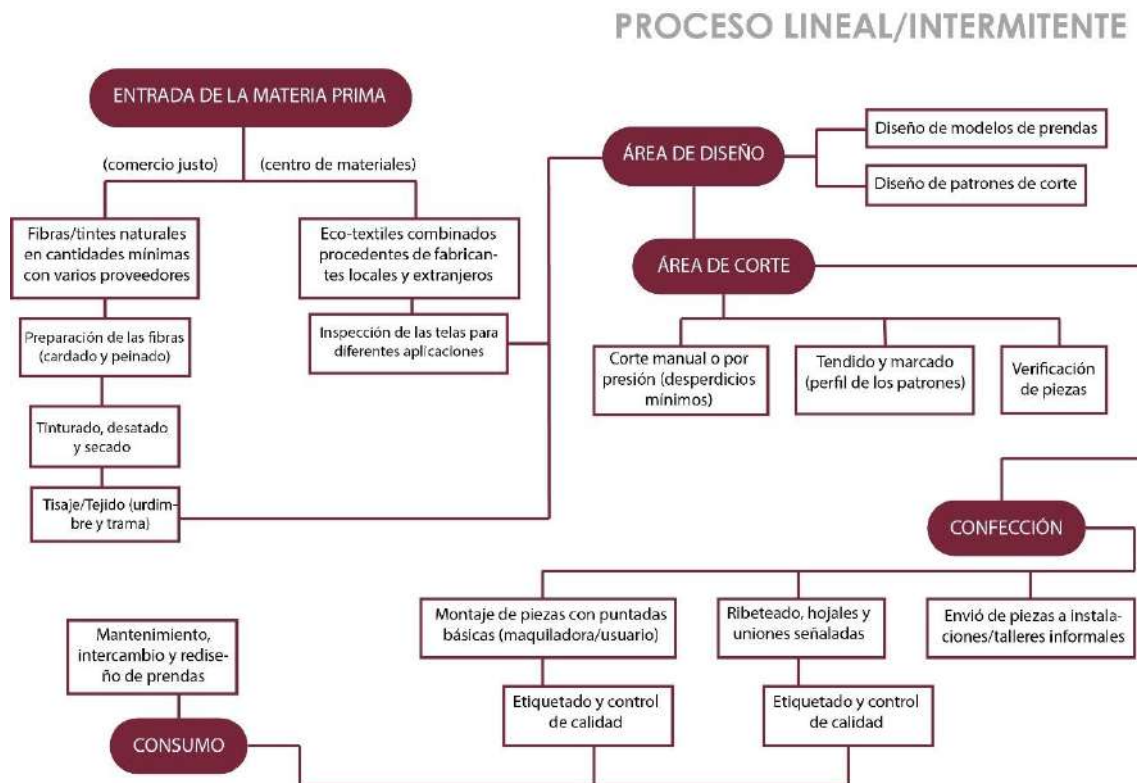 PROCESO LINEAL/INTERMITENTE
ENTRADA DE LA MATERIA PRIMA
(comercio justo)
(centro de materiales)
Fibras/tintes naturales
en cantidades mínimas
con varios proveedores
Preparación de las fibras
(cardado y peinado)
Tinturado, desatado
y secado
Tisaje/Tejido (urdim-
bre y trama)
Eco-textiles combinados
procedentes de fabrican-
tes locales y extranjeros
Inspección de las telas para
diferentes aplicaciones
ÁREA DE DISEÑO
Diseño de modelos de prendas
Diseño de patrones de corte
ÁREA DE CORTE
Corte manual o por
presión (desperdicios
mínimos)
Tendido y marcado
(perfil de los patrones)
Verificación
de piezas
CONFECCIÓN
Montaje de piezas con puntadas
básicas (maquiladora/usuario)
Ribeteado, hojales y
uniones señaladas
Envió de piezas a instala-
ciones/talleres informales
Etiquetado y control
de calidad
Etiquetado y control
de calidad
Mantenimiento,
intercambio y redise-
ño de prendas
CONSUMO